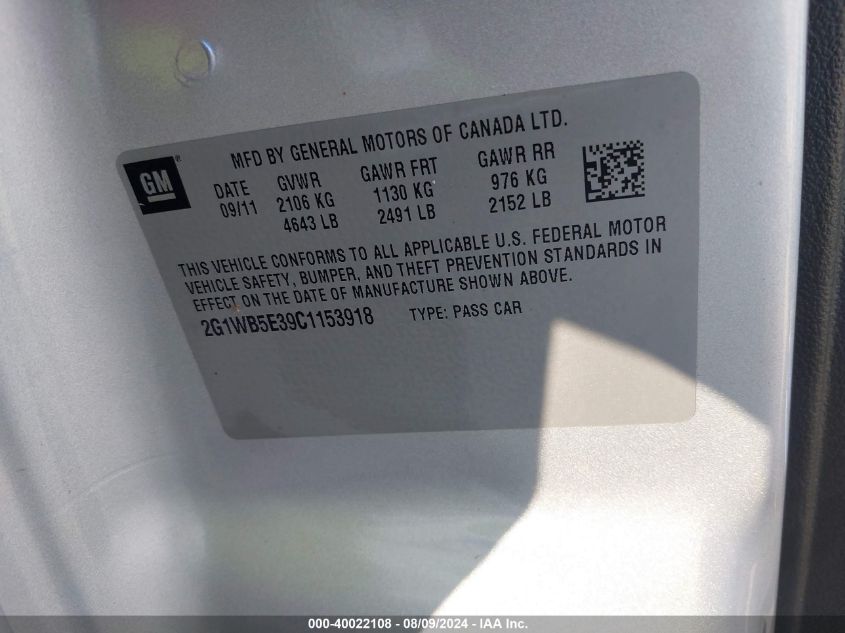 MFD BY GENERAL MOTORS OF CANADA LTD.
GM®
DATE GVWR GAWR FRT GAWR RR
09/11 2106 KG 1130 KG 976 KG
4643 LB 2491 LB 2152 LB
THIS VEHICLE CONFORMS TO ALL APPLICABLE U.S. FEDERAL MOTOR
VEHICLE SAFETY, BUMPER, AND THEFT PREVENTION STANDARDS IN
EFFECT ON THE DATE OF MANUFACTURE SHOWN ABOVE.
2G1WB5E39C1153918 TYPE: PASS CAR
000-40022108 - 08/09/2024 - IAA Inc.